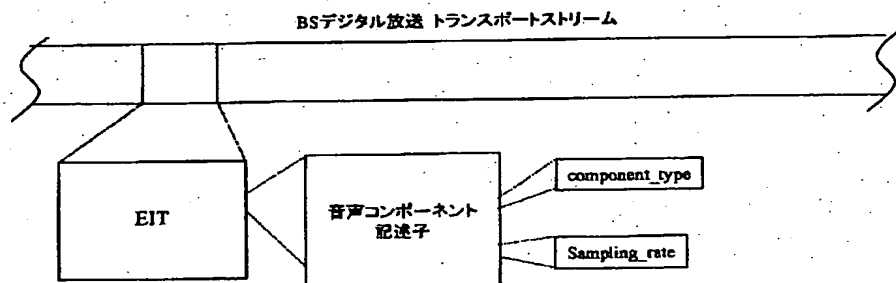 BSデジタル放送 トランスポートストリーム
EIT
音声コンポーネント
記述子
component_type
Sampling_rate